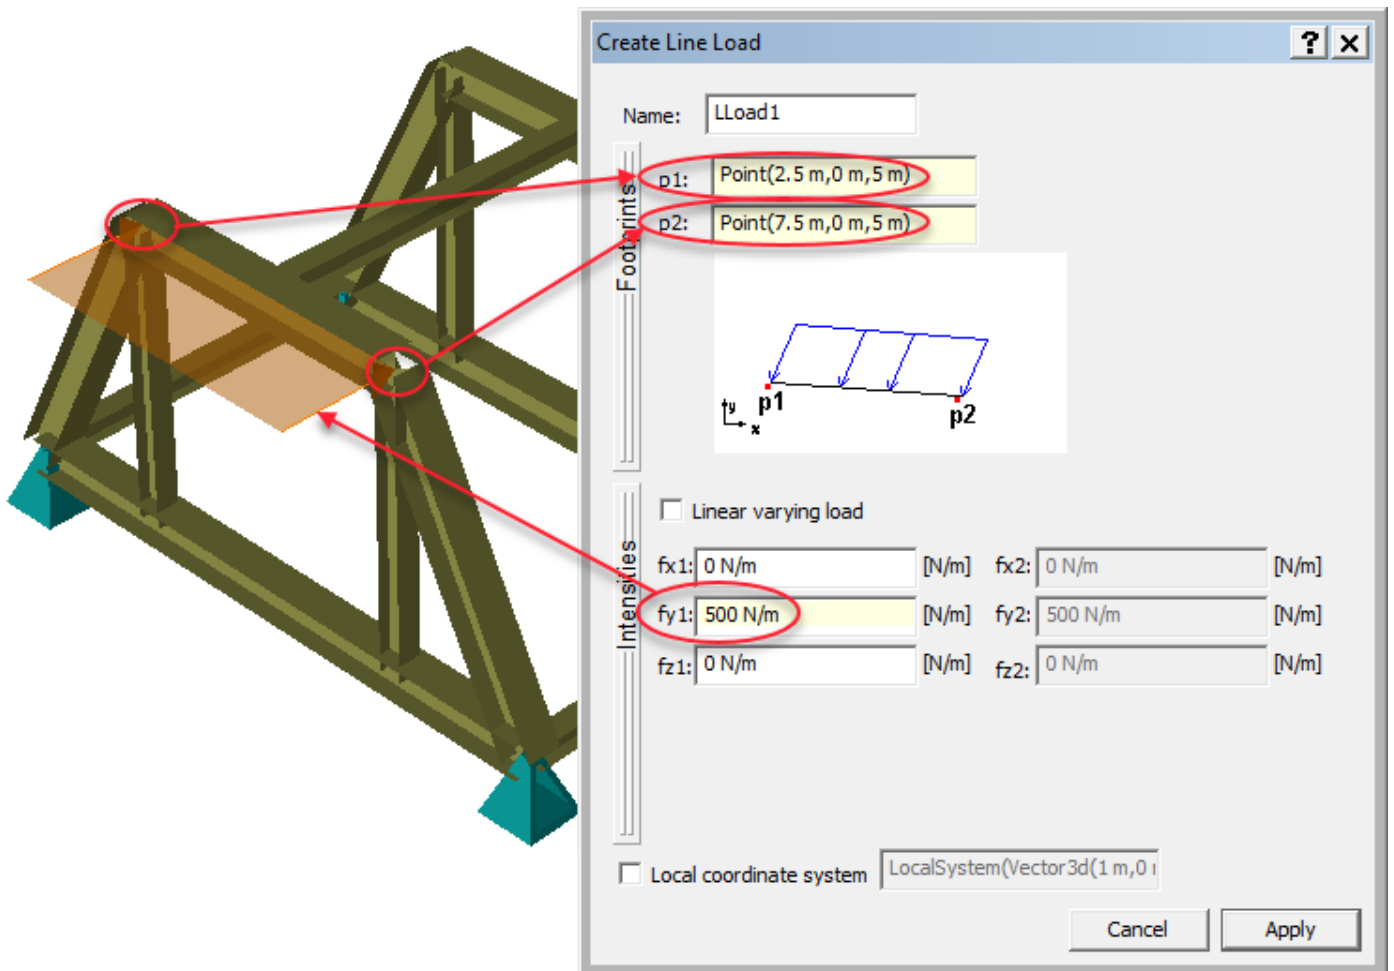 Create Line Load
?
Name: LLoad1
Footprints
p1: Point(2.5 m,0 m,5 m)
p2: Point(7.5 m,0 m,5 m)
y
x
p1
p2
Intensities
Linear varying load
fx1: 0 N/m [N/m] fx2: 0 N/m [N/m]
fy1: 500 N/m [N/m] fy2: 500 N/m [N/m]
fz1: 0 N/m [N/m] fz2: 0 N/m [N/m]
Local coordinate system LocalSystem(Vector3d(1 m,0
Cancel Apply